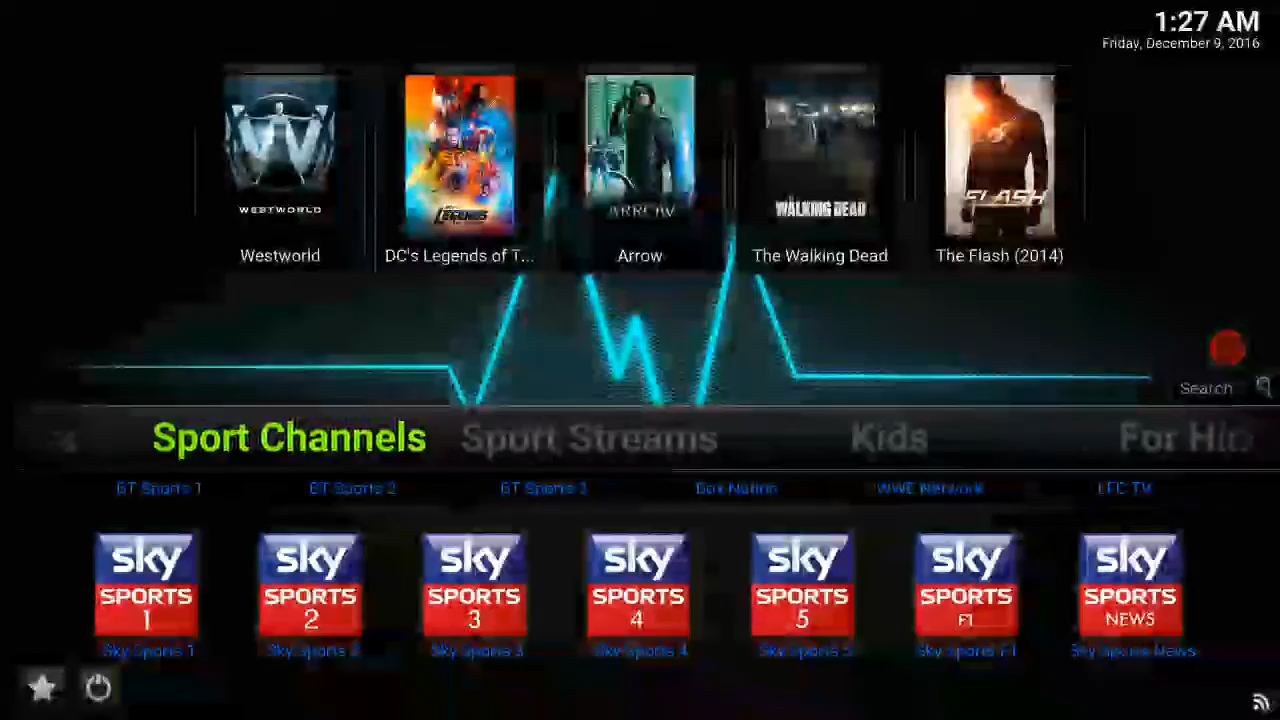 1:27 AM
Friday, December 9, 2016
WESTWORLD
LEGENDS
ARROW
WALKING DEAD
FLASH
Westworld
DC's Legends of T...
Arrow
The Walking Dead
The Flash (2014)
Search
Sport Channels
Sport Streams
Kids
For Him
BT Sports 1
BT Sports 2
Box Nation
WWE Network
LFC TV
sky SPORTS 1
sky SPORTS 2
sky SPORTS 3
sky SPORTS 4
sky SPORTS 5
sky SPORTS F1
sky SPORTS NEWS
Sky Sports 1
Sky Sports 2
Sky Sports 3
Sky Sports 4
Sky Sports 5
Sky Sports F1
Sky Sports News